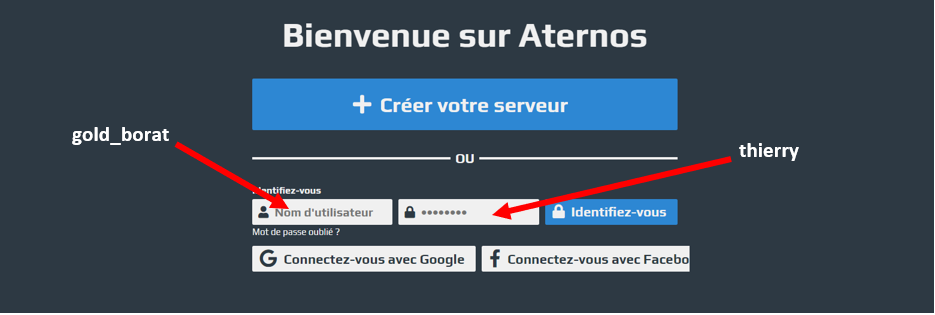 Bienvenue sur Aternos
Créer votre serveur
gold_borat
OU
thierry
Identifiez-vous
Nom d'utilisateur
Identifiez-vous
Mot de passe oublié ?
Connectez-vous avec Google
Connectez-vous avec Facebo